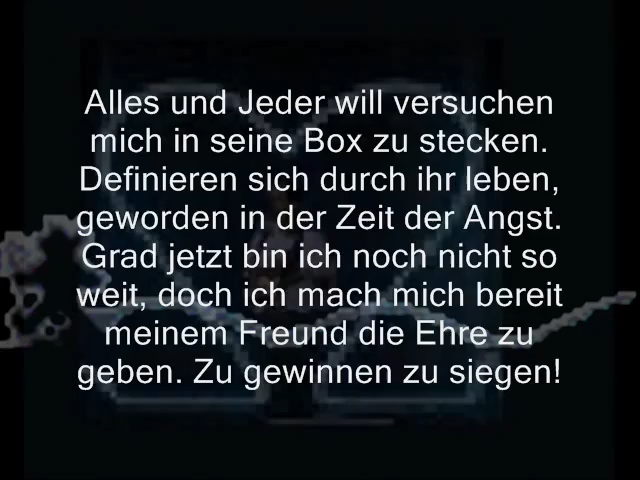 Alles und Jeder will versuchen
mich in seine Box zu stecken.
Definieren sich durch ihr leben,
geworden in der Zeit der Angst.
Grad jetzt bin ich noch nicht so
weit, doch ich mach mich bereit
meinem Freund die Ehre zu
geben. Zu gewinnen zu siegen!